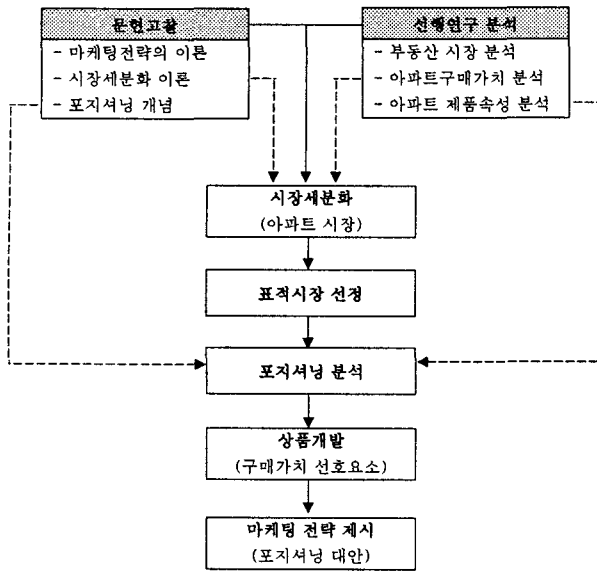 문헌고찰
- 마케팅전략의 이론
- 시장세분화 이론
- 포지셔닝 개념
선행연구 분석
- 부동산 시장 분석
- 아파트구매가치 분석
- 아파트 제품속성 분석
시장세분화
(아파트 시장)
표적시장 선정
포지셔닝 분석
상품개발
(구매가치 선호요소)
마케팅 전략 제시
(포지셔닝 대안)